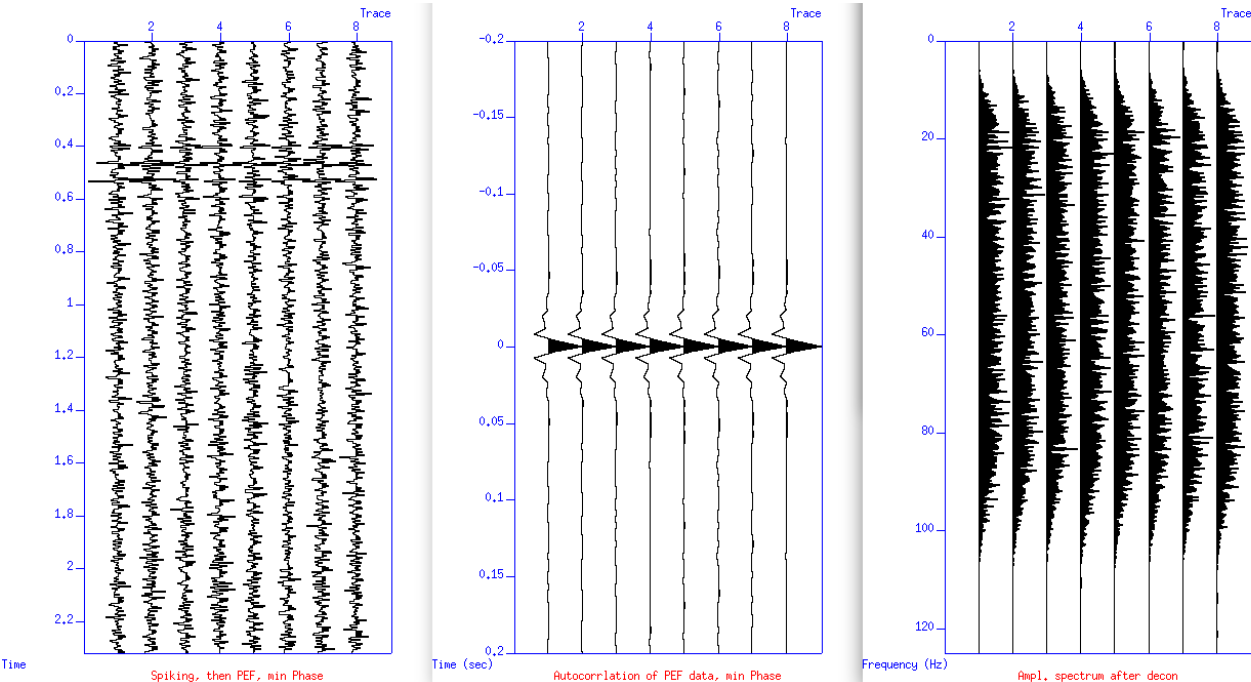 Trace
2 4 6 8
0
0.2
0.4
0.6
0.8
1
1.2
1.4
1.6
1.8
2
2.2
Time
Spiking, then PEF, min Phase
Trace
2 4 6 8
-0.2
-0.15
-0.1
-0.05
0
0.05
0.1
0.15
0.2
Time (sec)
Autocorrlation of PEF data, min Phase
Trace
2 4 6 8
0
20
40
60
80
100
120
Frequency (Hz)
Ampl. spectrum after decon